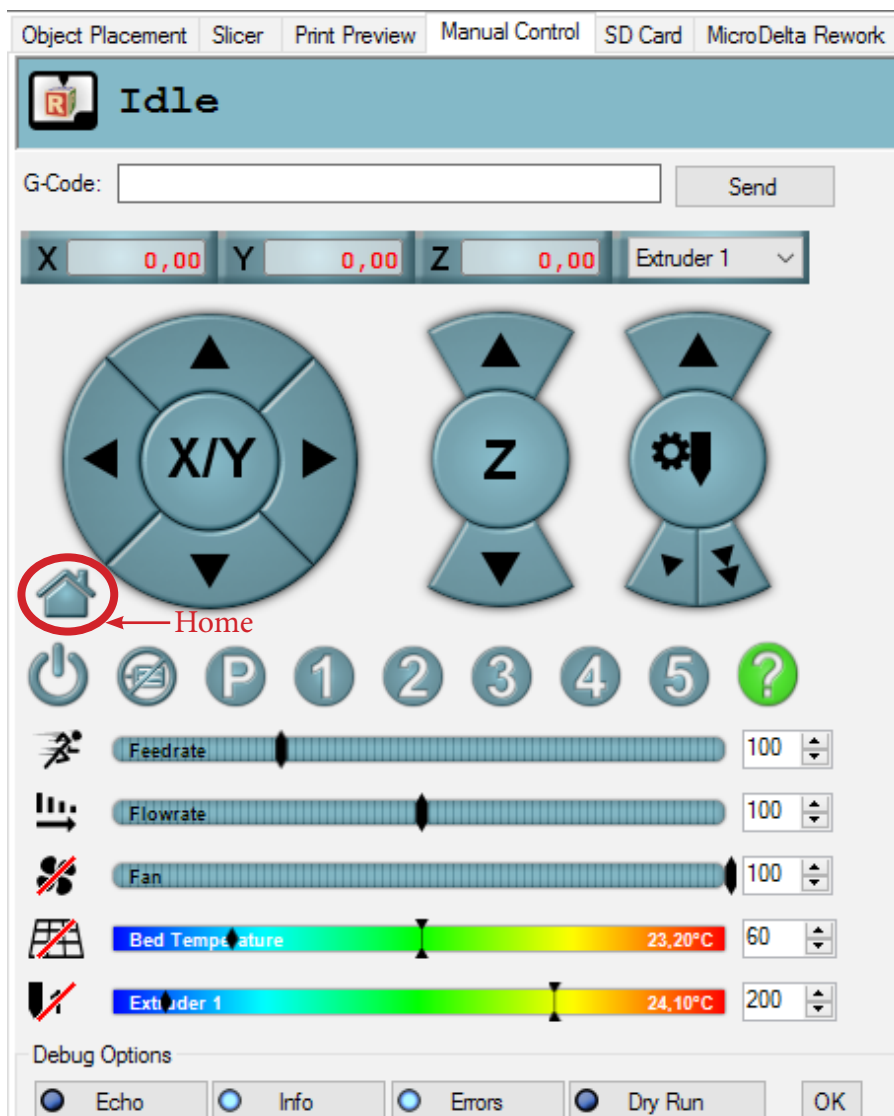 Object Placement Slicer Print Preview Manual Control SD Card MicroDelta Rework
R Idle
G-Code: Send
X 0,00 Y 0,00 Z 0,00 Extruder 1
X/Y Z
Home
P 1 2 3 4 5 ?
Feedrate 100
Flowrate 100
Fan 100
Bed Temperature 23,20°C 60
1 Extruder 1 24,10°C 200
Debug Options
Echo Info Errors Dry Run OK